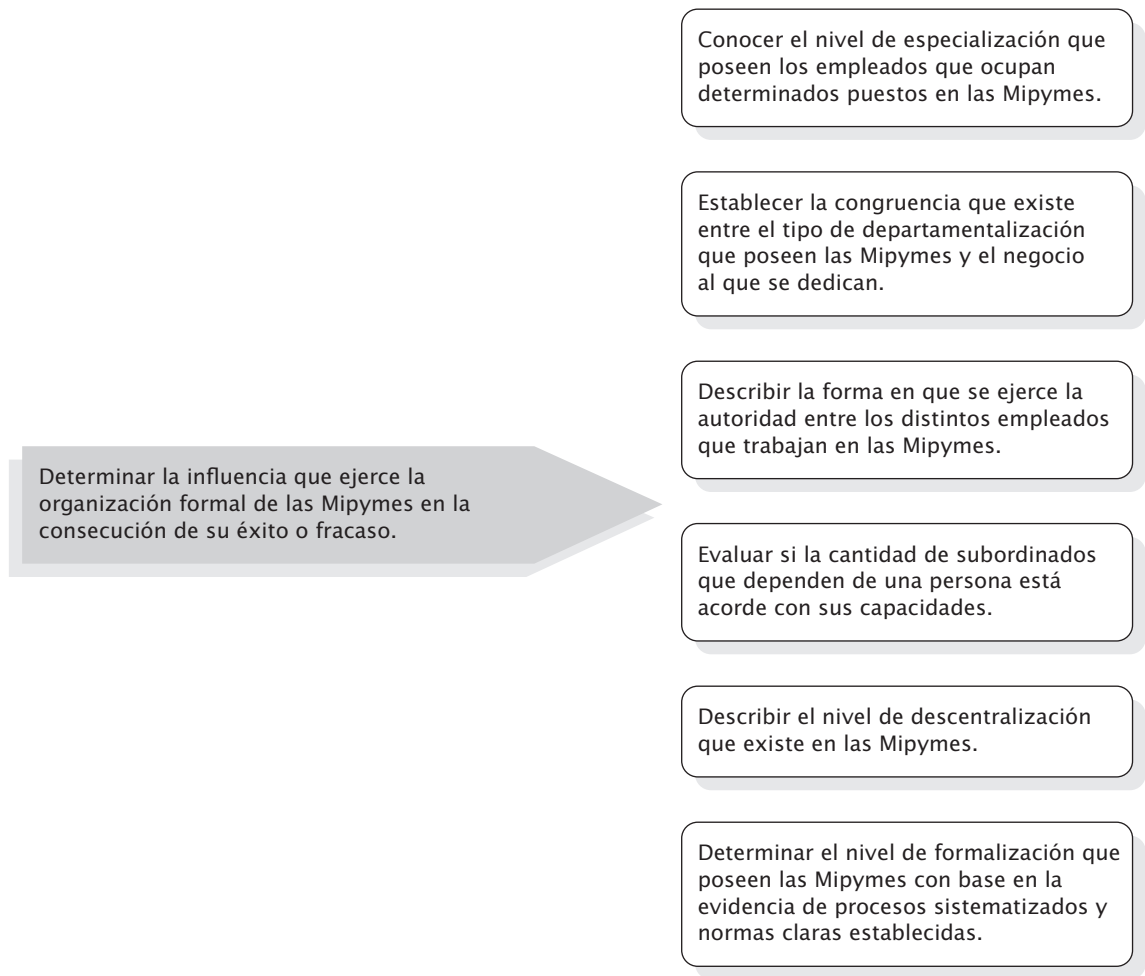 Determinar la influencia que ejerce la
organización formal de las Mipymes en la
consecución de su éxito o fracaso.
Conocer el nivel de especialización que
poseen los empleados que ocupan
determinados puestos en las Mipymes.
Establecer la congruencia que existe
entre el tipo de departamentalización
que poseen las Mipymes y el negocio
al que se dedican.
Describir la forma en que se ejerce la
autoridad entre los distintos empleados
que trabajan en las Mipymes.
Evaluar si la cantidad de subordinados
que dependen de una persona está
acorde con sus capacidades.
Describir el nivel de descentralización
que existe en las Mipymes.
Determinar el nivel de formalización que
poseen las Mipymes con base en la
evidencia de procesos sistematizados y
normas claras establecidas.